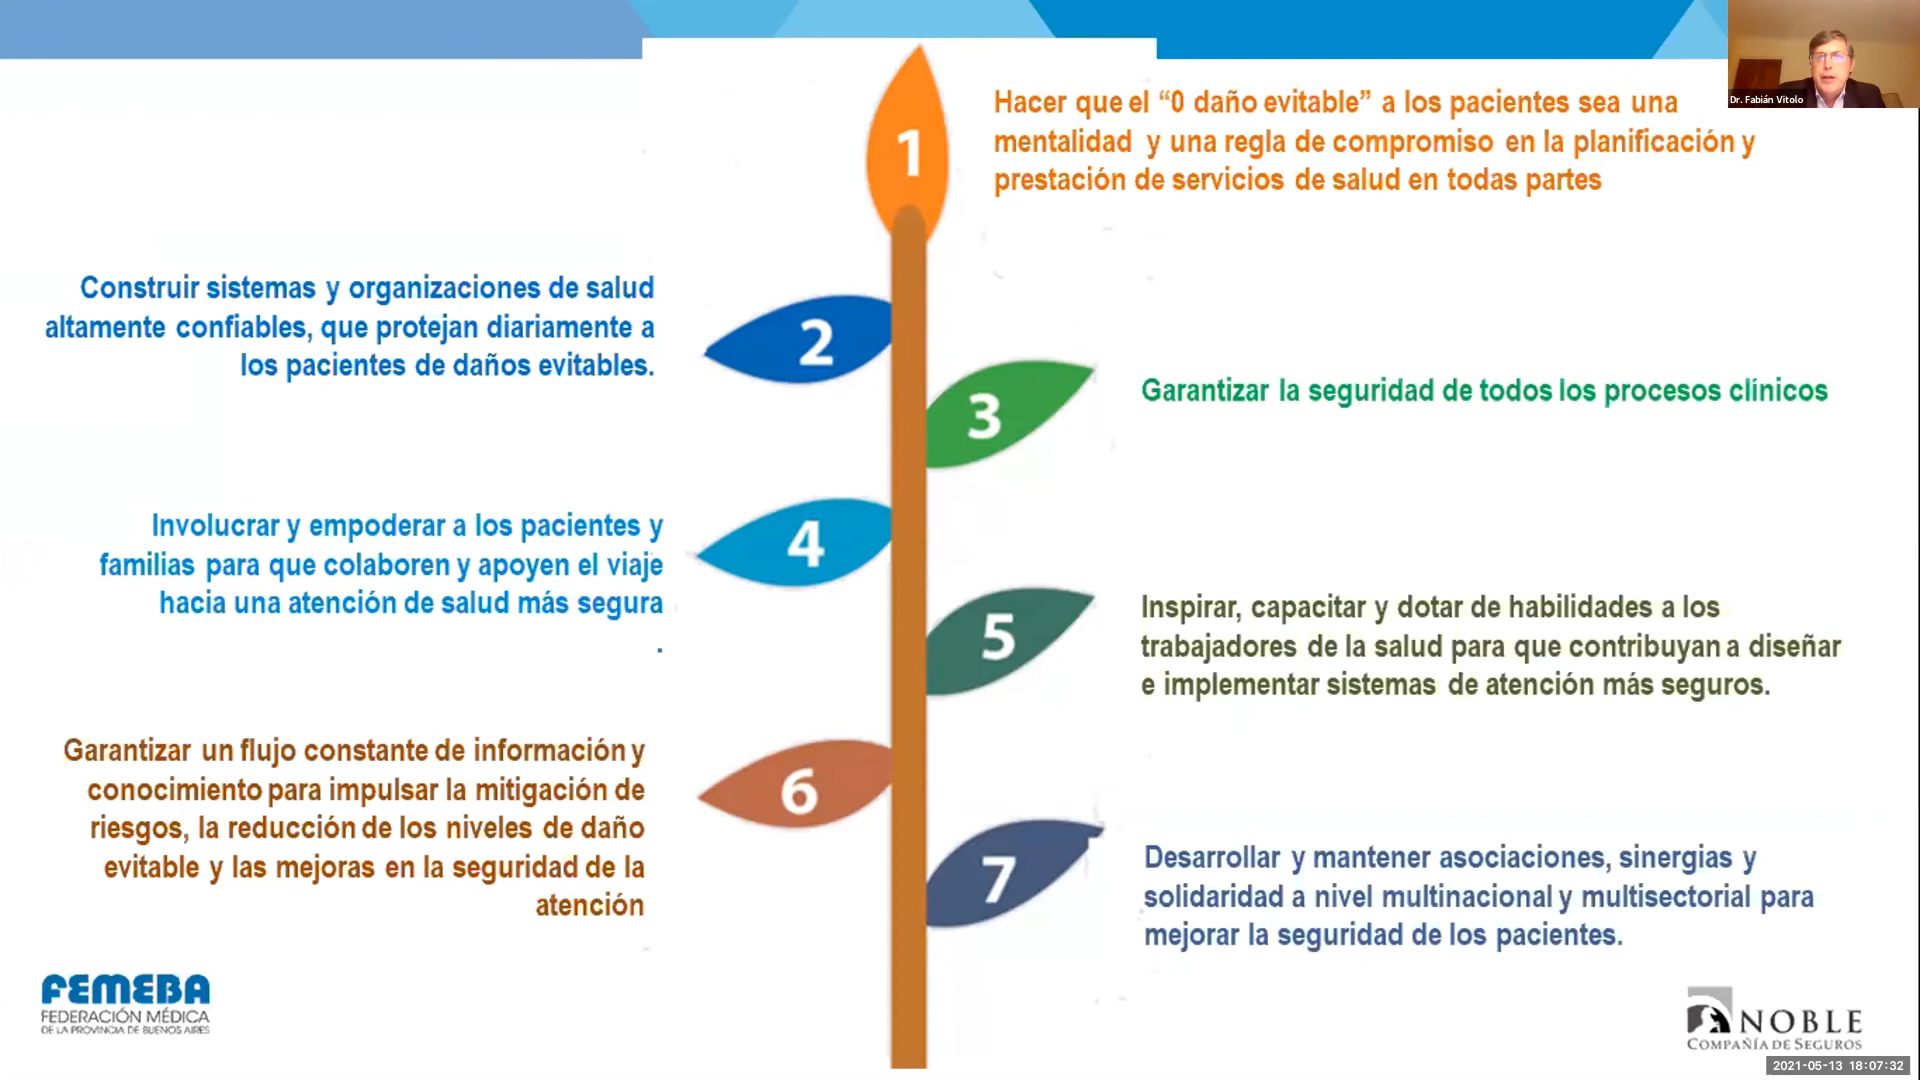 Dr. Fabián Vitolo
1
Hacer que el “0 daño evitable” a los pacientes sea una
mentalidad y una regla de compromiso en la planificación y
prestación de servicios de salud en todas partes
Construir sistemas y organizaciones de salud
altamente confiables, que protejan diariamente a
los pacientes de daños evitables.
2
3
Garantizar la seguridad de todos los procesos clínicos
Involucrar y empoderar a los pacientes y
familias para que colaboren y apoyen el viaje
hacia una atención de salud más segura
.
4
5
Inspirar, capacitar y dotar de habilidades a los
trabajadores de la salud para que contribuyan a diseñar
e implementar sistemas de atención más seguros.
Garantizar un flujo constante de información y
conocimiento para impulsar la mitigación de
riesgos, la reducción de los niveles de daño
evitable y las mejoras en la seguridad de la
atención
6
7
Desarrollar y mantener asociaciones, sinergias y
solidaridad a nivel multinacional y multisectorial para
mejorar la seguridad de los pacientes.
FEMEBA
FEDERACIÓN MÉDICA
DE LA PROVINCIA DE BUENOS AIRES
NOBLE
COMPAÑÍA DE SEGUROS
2021-05-13 18:07:32